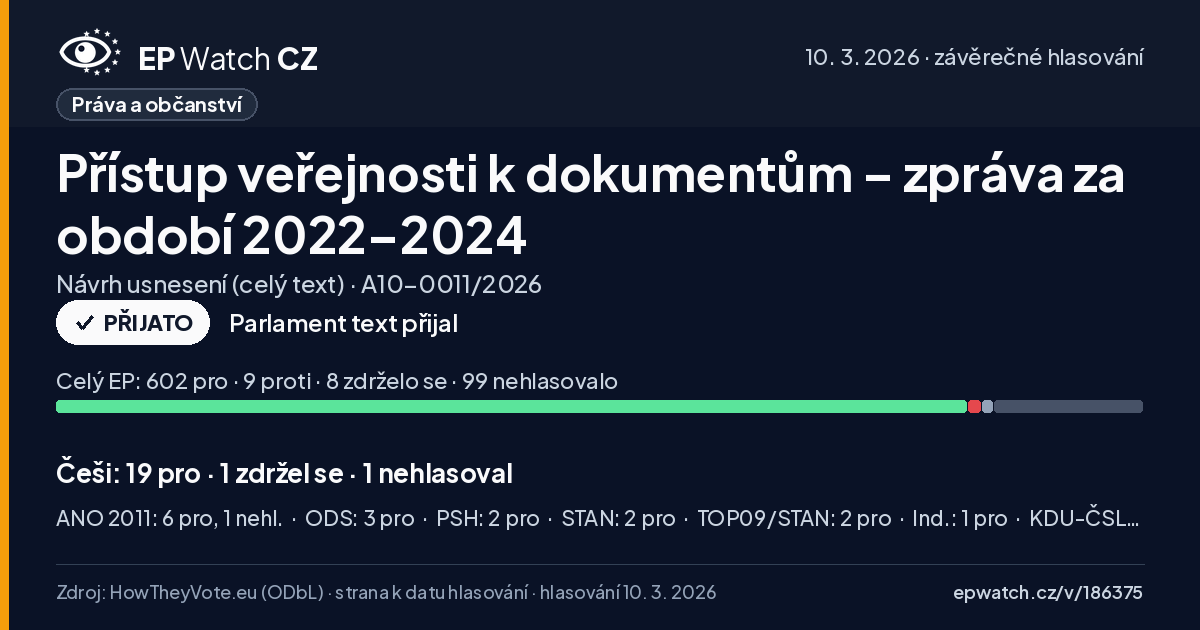 EP Watch CZ
10. 3. 2026 · závěrečné hlasování
Práva a občanství
Přístup veřejnosti k dokumentům – zpráva za
období 2022–2024
Návrh usnesení (celý text) · A10-0011/2026
✓ PŘIJATO
Parlament text přijal
Celý EP: 602 pro · 9 proti · 8 zdrželo se · 99 nehlasovalo
Češi: 19 pro · 1 zdržel se · 1 nehlasoval
ANO 2011: 6 pro, 1 nehl. · ODS: 3 pro · PSH: 2 pro · STAN: 2 pro · TOP09/STAN: 2 pro · Ind.: 1 pro · KDU-ČSL…
Zdroj: HowTheyVote.eu (ODbL) · strana k datu hlasování · hlasování 10. 3. 2026
epwatch.cz/v/186375